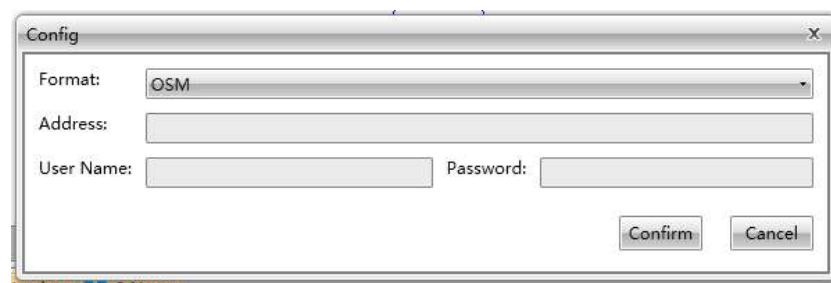 Config x
Format: OSM
Address:
User Name: Password:
Confirm Cancel